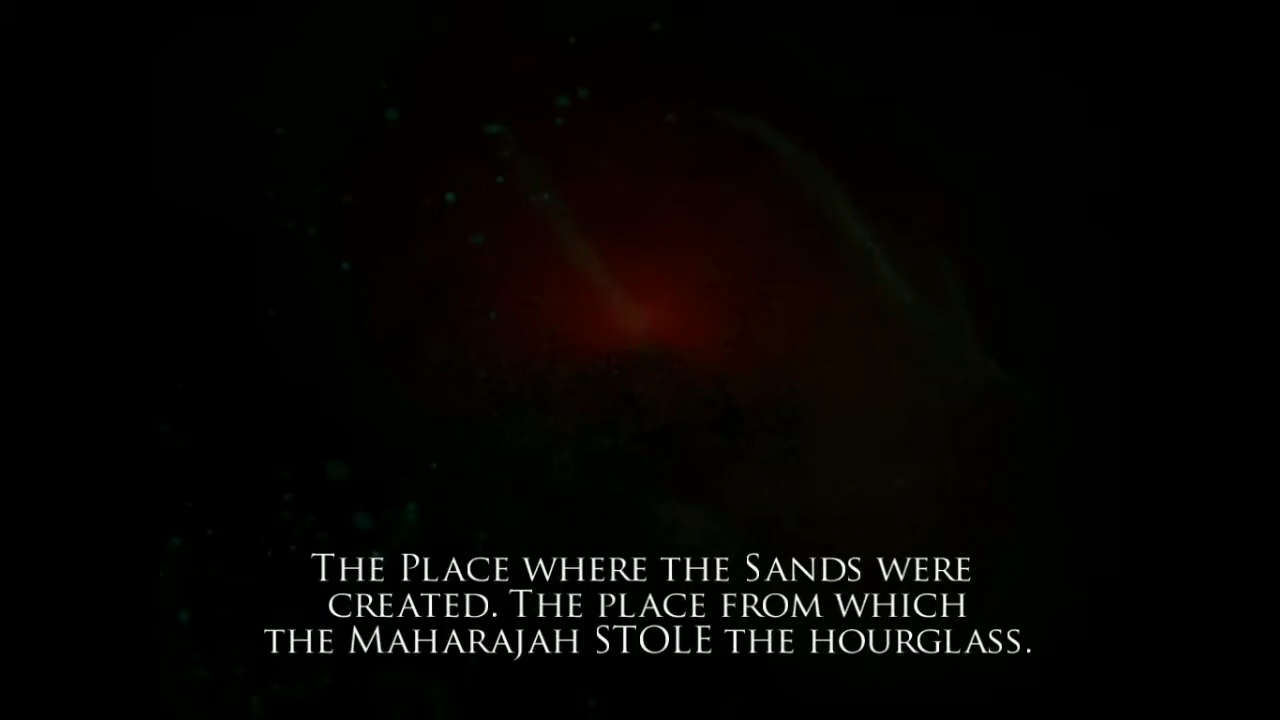 The Place where the Sands were
created. The place from which
the Maharajah STOLE the hourglass.